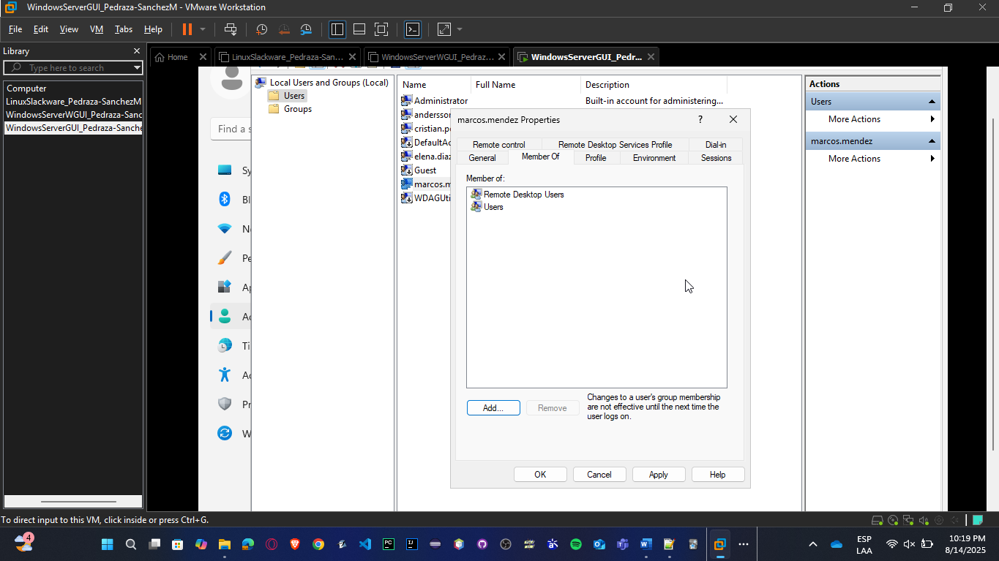 WindowsServerGUI_Pedraza-SanchezM - VMware Workstation
File Edit View VM Tabs Help
Library
Type here to search
Computer
LinuxSlackware_Pedraza-SanchezM
WindowsServerWGUI_Pedraza-Sanc
WindowsServerGUI_Pedraza-Sanche
Home
LinuxSlackware_Pedraza-San...
WindowsServerWGUI_Pedraz...
WindowsServerGUI_Pedr...
Find a s
Sy
Bl
Ne
Pe
Ap
Ac
Ti
Ac
Pr
W
Local Users and Groups (Local)
Users
Groups
Name Full Name Description
Administrator Built-in account for administering...
andersson
cristian.pe
DefaultAc
elena.diaz
Guest
marcos.m
WDAGUti
marcos.mendez Properties ?
Remote control Remote Desktop Services Profile Dial-in
General Member Of Profile Environment Sessions
Member of:
Remote Desktop Users
Users
Add... Remove
Changes to a user's group membership
are not effective until the next time the
user logs on.
OK Cancel Apply Help
Actions
Users
More Actions
marcos.mendez
More Actions
To direct input to this VM, click inside or press Ctrl+G.
4
ESP
LAA
10:19 PM
8/14/2025